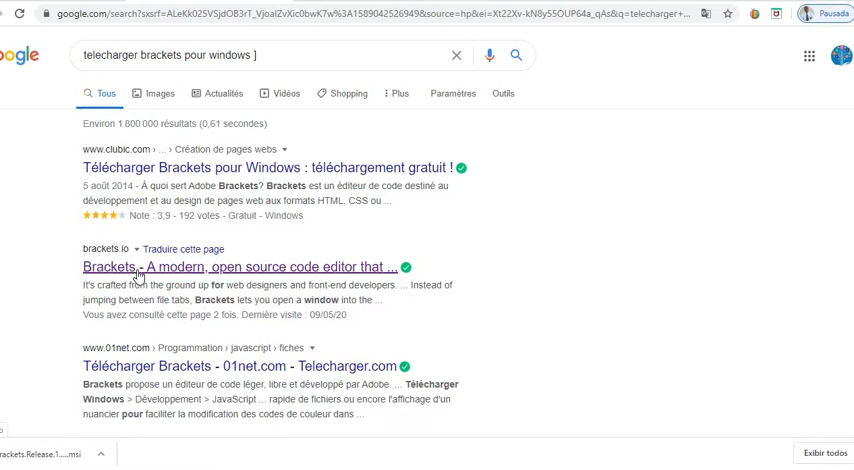 google.com/search?sxsrf=ALeKk025VSjdOB3rT_VjoalZvXic0bwK7w%3A1589042526949&source=hp&ei=Xt22Xv-kN8y55OUP64a_qAs&q=telecharger+...
Pausada
oogle
telecharger brackets pour windows ]
Tous Images Actualités Vidéos Shopping Plus Paramètres Outils
Environ 1 800 000 résultats (0,61 secondes)
www.clubic.com › ... › Création de pages webs
Télécharger Brackets pour Windows : téléchargement gratuit !
5 août 2014 - À quoi sert Adobe Brackets? Brackets est un éditeur de code destiné au
développement et au design de pages web aux formats HTML, CSS ou ...
Note : 3,9 - 192 votes - Gratuit - Windows
brackets.io Traduire cette page
Brackets - A modern, open source code editor that ...
It's crafted from the ground up for web designers and front-end developers. ... Instead of
jumping between file tabs, Brackets lets you open a window into the ...
Vous avez consulté cette page 2 fois. Dernière visite : 09/05/20
www.01net.com › Programmation › javascript › fiches
Télécharger Brackets - 01net.com - Telecharger.com
Brackets propose un éditeur de code léger, libre et développé par Adobe. ... Télécharger
Windows > Développement > JavaScript ... rapide de fichiers ou encore l'affichage d'un
nuancier pour faciliter la modification des codes de couleur dans ...
rackets.Release.1.....msi
Exibir todos